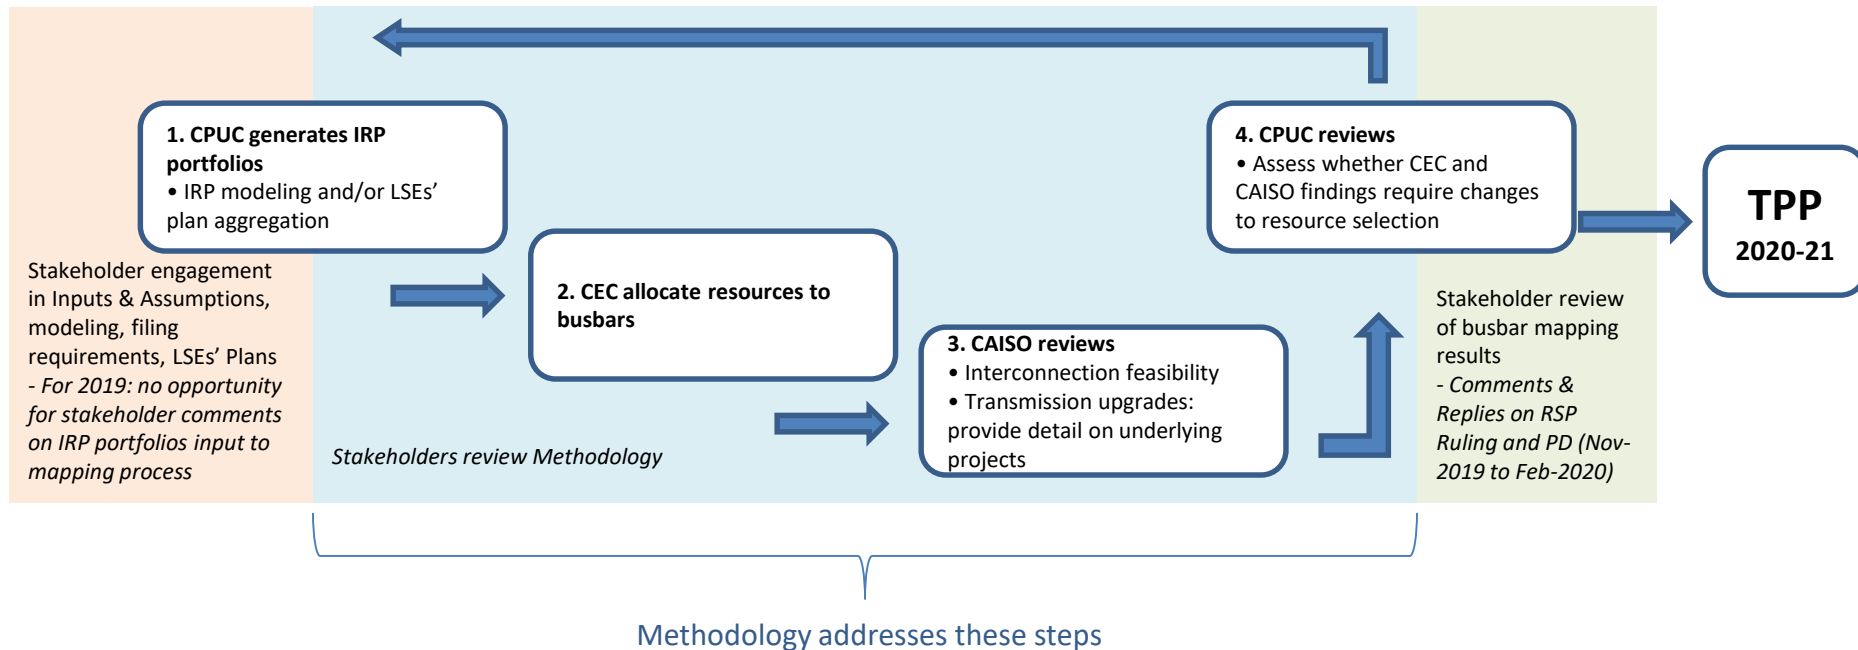 1. CPUC generates IRP
portfolios
• IRP modeling and/or LSEs’
plan aggregation
Stakeholder engagement
in Inputs & Assumptions,
modeling, filing
requirements, LSEs’ Plans
- For 2019: no opportunity
for stakeholder comments
on IRP portfolios input to
mapping process
2. CEC allocate resources to
busbars
Stakeholders review Methodology
3. CAISO reviews
• Interconnection feasibility
• Transmission upgrades:
provide detail on underlying
projects
4. CPUC reviews
• Assess whether CEC and
CAISO findings require changes
to resource selection
Stakeholder review
of busbar mapping
results
- Comments &
Replies on RSP
Ruling and PD (Nov-
2019 to Feb-2020)
TPP
2020-21
Methodology addresses these steps